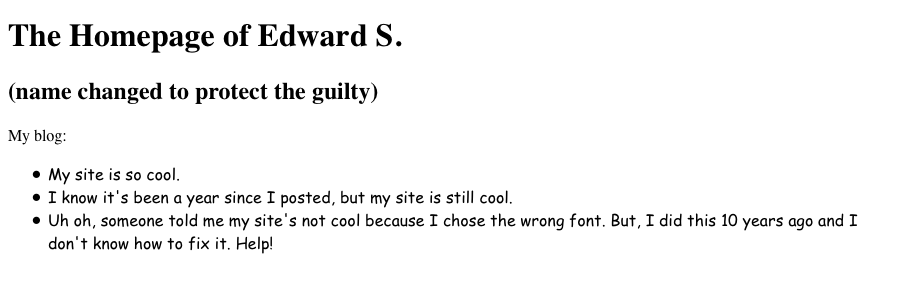 The Homepage of Edward S.
(name changed to protect the guilty)
My blog:
My site is so cool.
I know it's been a year since I posted, but my site is still cool.
Uh oh, someone told me my site's not cool because I chose the wrong font. But, I did this 10 years ago and I
don't know how to fix it. Help!